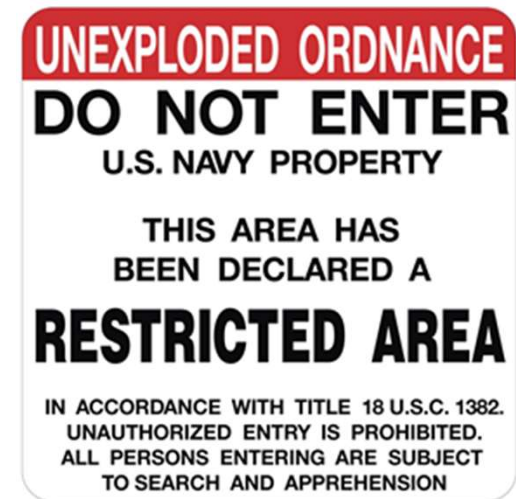 UNEXPLODED ORDNANCE
DO NOT ENTER
U.S. NAVY PROPERTY
THIS AREA HAS
BEEN DECLARED A
RESTRICTED AREA
IN ACCORDANCE WITH TITLE 18 U.S.C. 1382.
UNAUTHORIZED ENTRY IS PROHIBITED.
ALL PERSONS ENTERING ARE SUBJECT
TO SEARCH AND APPREHENSION